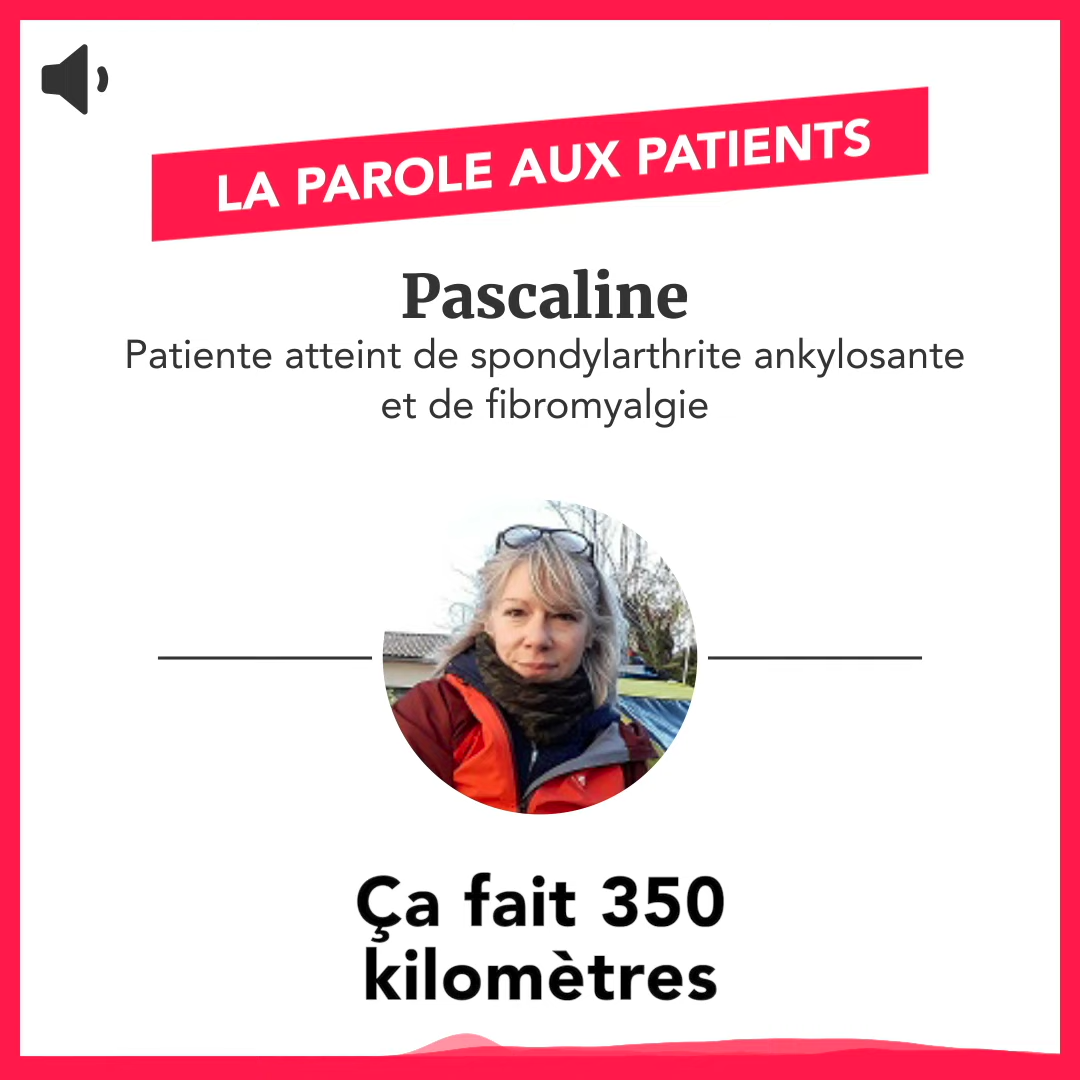 LA PAROLE AUX PATIENTS
Pascaline
Patiente atteint de spondylarthrite ankylosante
et de fibromyalgie
Ça fait 350
kilomètres